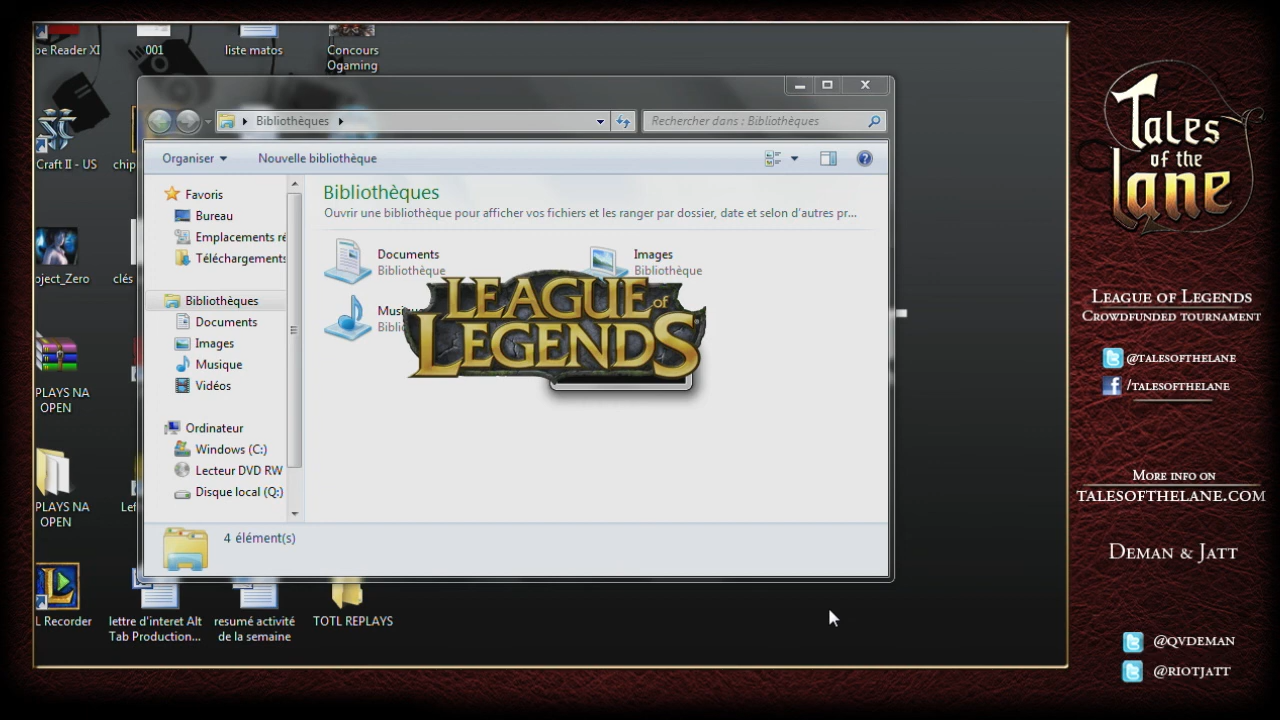 be Reader XI
001
liste matos
Concours
Ogaming
Craft II - US
chip
oject_Zero
clés
PLAYS NA
OPEN
PLAYS NA
OPEN
Lef
L Recorder
lettre d'interet Alt
Tab Production...
resumé activité
de la semaine
TOTL REPLAYS
Bibliothèques
Rechercher dans : Bibliothèques
Organiser
Nouvelle bibliothèque
Favoris
Bureau
Emplacements ré
Téléchargements
Bibliothèques
Documents
Images
Musique
Vidéos
Ordinateur
Windows (C:)
Lecteur DVD RW
Disque local (Q:)
Bibliothèques
Ouvrir une bibliothèque pour afficher vos fichiers et les ranger par dossier, date et selon d'autres pr...
Documents
Bibliothèque
Images
Bibliothèque
Musi
Biblio
LEAGUE of
LEGENDS
4 élément(s)
Tales
of the
lane
League of Legends
Crowdfunded tournament
@talesofthelane
/talesofthelane
More info on
talesofthelane.com
Deman & Jatt
@qvdeman
@riotjatt